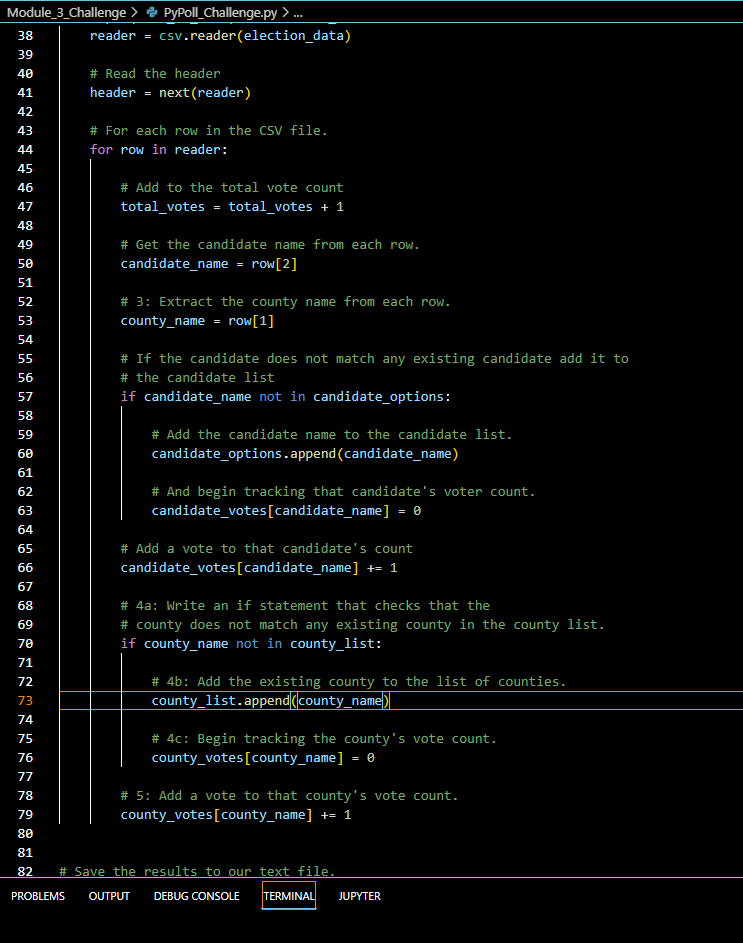 Module_3_Challenge > PyPoll_Challenge.py > ...
38 reader = csv.reader(election_data)
39
40 # Read the header
41 header = next(reader)
42
43 # For each row in the CSV file.
44 for row in reader:
45
46 # Add to the total vote count
47 total_votes = total_votes + 1
48
49 # Get the candidate name from each row.
50 candidate_name = row[2]
51
52 # 3: Extract the county name from each row.
53 county_name = row[1]
54
55 # If the candidate does not match any existing candidate add it to
56 # the candidate list
57 if candidate_name not in candidate_options:
58
59 # Add the candidate name to the candidate list.
60 candidate_options.append(candidate_name)
61
62 # And begin tracking that candidate's voter count.
63 candidate_votes[candidate_name] = 0
64
65 # Add a vote to that candidate's count
66 candidate_votes[candidate_name] += 1
67
68 # 4a: Write an if statement that checks that the
69 # county does not match any existing county in the county list.
70 if county_name not in county_list:
71
72 # 4b: Add the existing county to the list of counties.
73 county_list.append(county_name)
74
75 # 4c: Begin tracking the county's vote count.
76 county_votes[county_name] = 0
77
78 # 5: Add a vote to that county's vote count.
79 county_votes[county_name] += 1
80
81
82 # Save the results to our text file.
PROBLEMS OUTPUT DEBUG CONSOLE TERMINAL JUPYTER